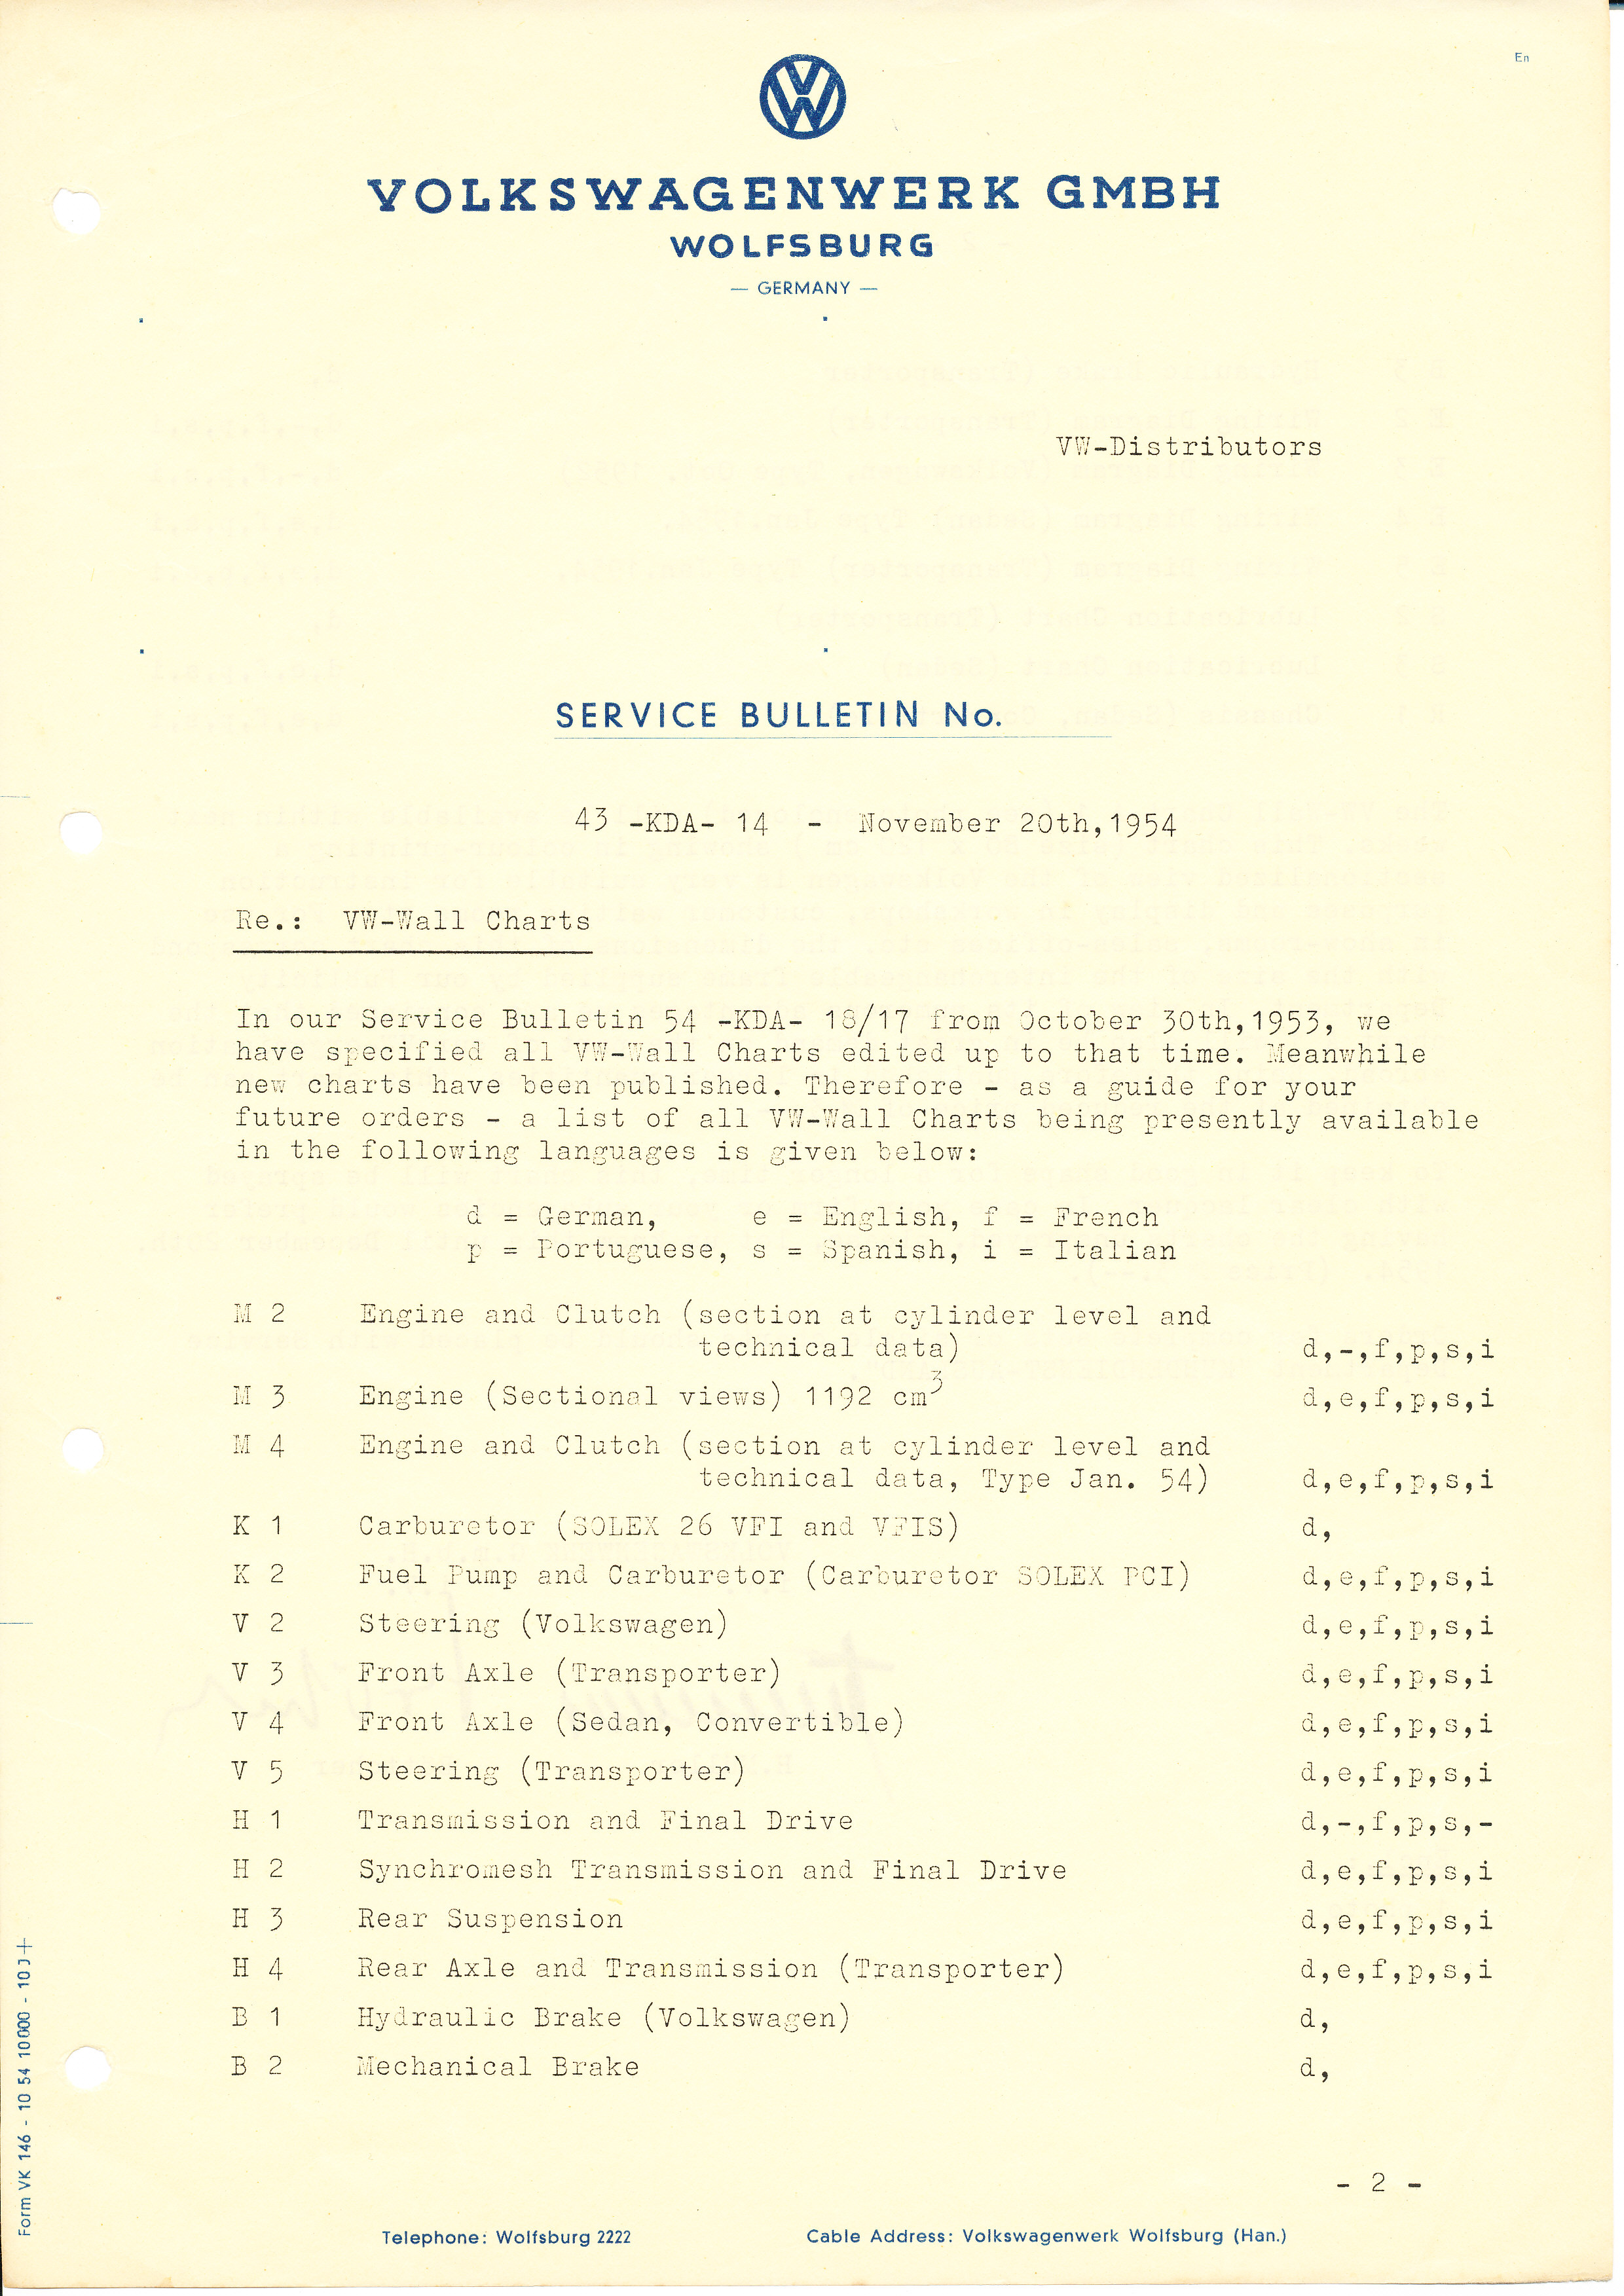 En
VW
VOLKSWAGENWERK GMBH
WOLFSBURG
— GERMANY —
VW-Distributors
SERVICE BULLETIN No.
43 -KDA- 14 - November 20th,1954
Re.: VW-Wall Charts
In our Service Bulletin 54 -KDA- 18/17 from October 30th,1953, we
have specified all VW-Wall Charts edited up to that time. Meanwhile
new charts have been published. Therefore - as a guide for your
future orders - a list of all VW-Wall Charts being presently available
in the following languages is given below:
d = German, e = English, f = French
p = Portuguese, s = Spanish, i = Italian
M 2 Engine and Clutch (section at cylinder level and
technical data) d,-,f,p,s,i
M 3 Engine (Sectional views) 1192 cm³ d,e,f,p,s,i
M 4 Engine and Clutch (section at cylinder level and
technical data, Type Jan. 54) d,e,f,p,s,i
K 1 Carburetor (SOLEX 26 VFI and VFIS) d,
K 2 Fuel Pump and Carburetor (Carburetor SOLEX PCI) d,e,f,p,s,i
V 2 Steering (Volkswagen) d,e,f,p,s,i
V 3 Front Axle (Transporter) d,e,f,p,s,i
V 4 Front Axle (Sedan, Convertible) d,e,f,p,s,i
V 5 Steering (Transporter) d,e,f,p,s,i
H 1 Transmission and Final Drive d,-,f,p,s,-
H 2 Synchromesh Transmission and Final Drive d,e,f,p,s,i
H 3 Rear Suspension d,e,f,p,s,i
H 4 Rear Axle and Transmission (Transporter) d,e,f,p,s,i
B 1 Hydraulic Brake (Volkswagen) d,
B 2 Mechanical Brake d,
- 2 -
Telephone: Wolfsburg 2222 Cable Address: Volkswagenwerk Wolfsburg (Han.)
Form VK 146 - 10 54 10000